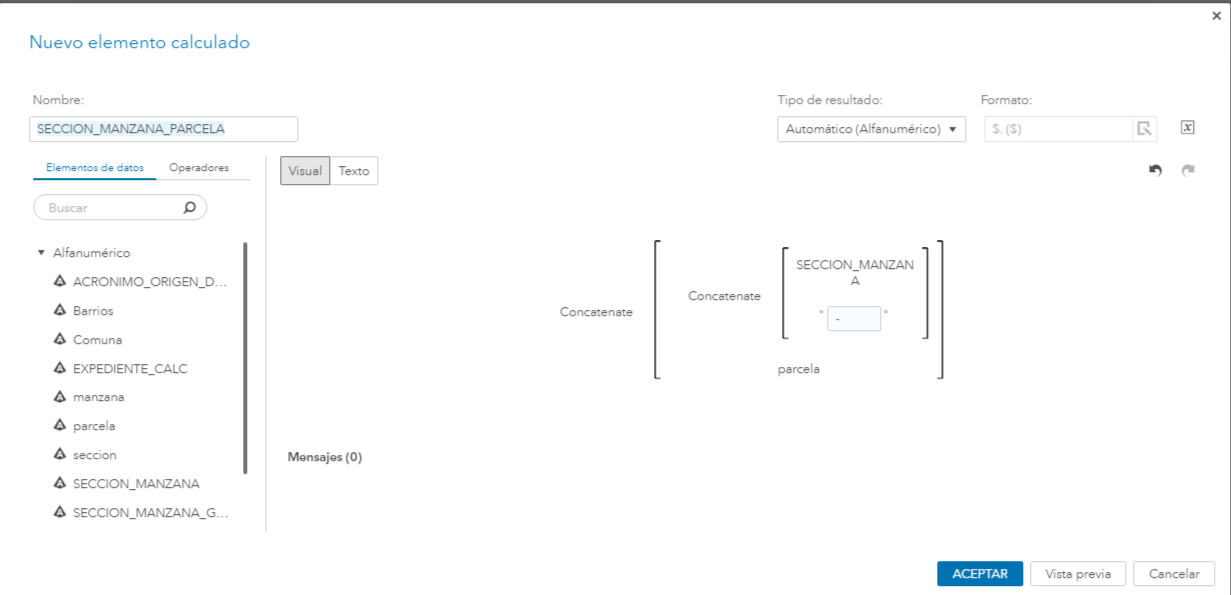 Nuevo elemento calculado
Nombre:
Tipo de resultado:
Formato:
SECCION_MANZANA_PARCELA
Automático (Alfanumérico)
$. ($)
Elementos de datos
Operadores
Visual
Texto
Buscar
Alfanumérico
ACRONIMO_ORIGEN_D...
Barrios
Comuna
EXPEDIENTE_CALC
manzana
parcela
seccion
SECCION_MANZANA
SECCION_MANZANA_G...
Concatenate
Concatenate
SECCION_MANZAN
A
" - "
parcela
Mensajes (0)
ACEPTAR
Vista previa
Cancelar